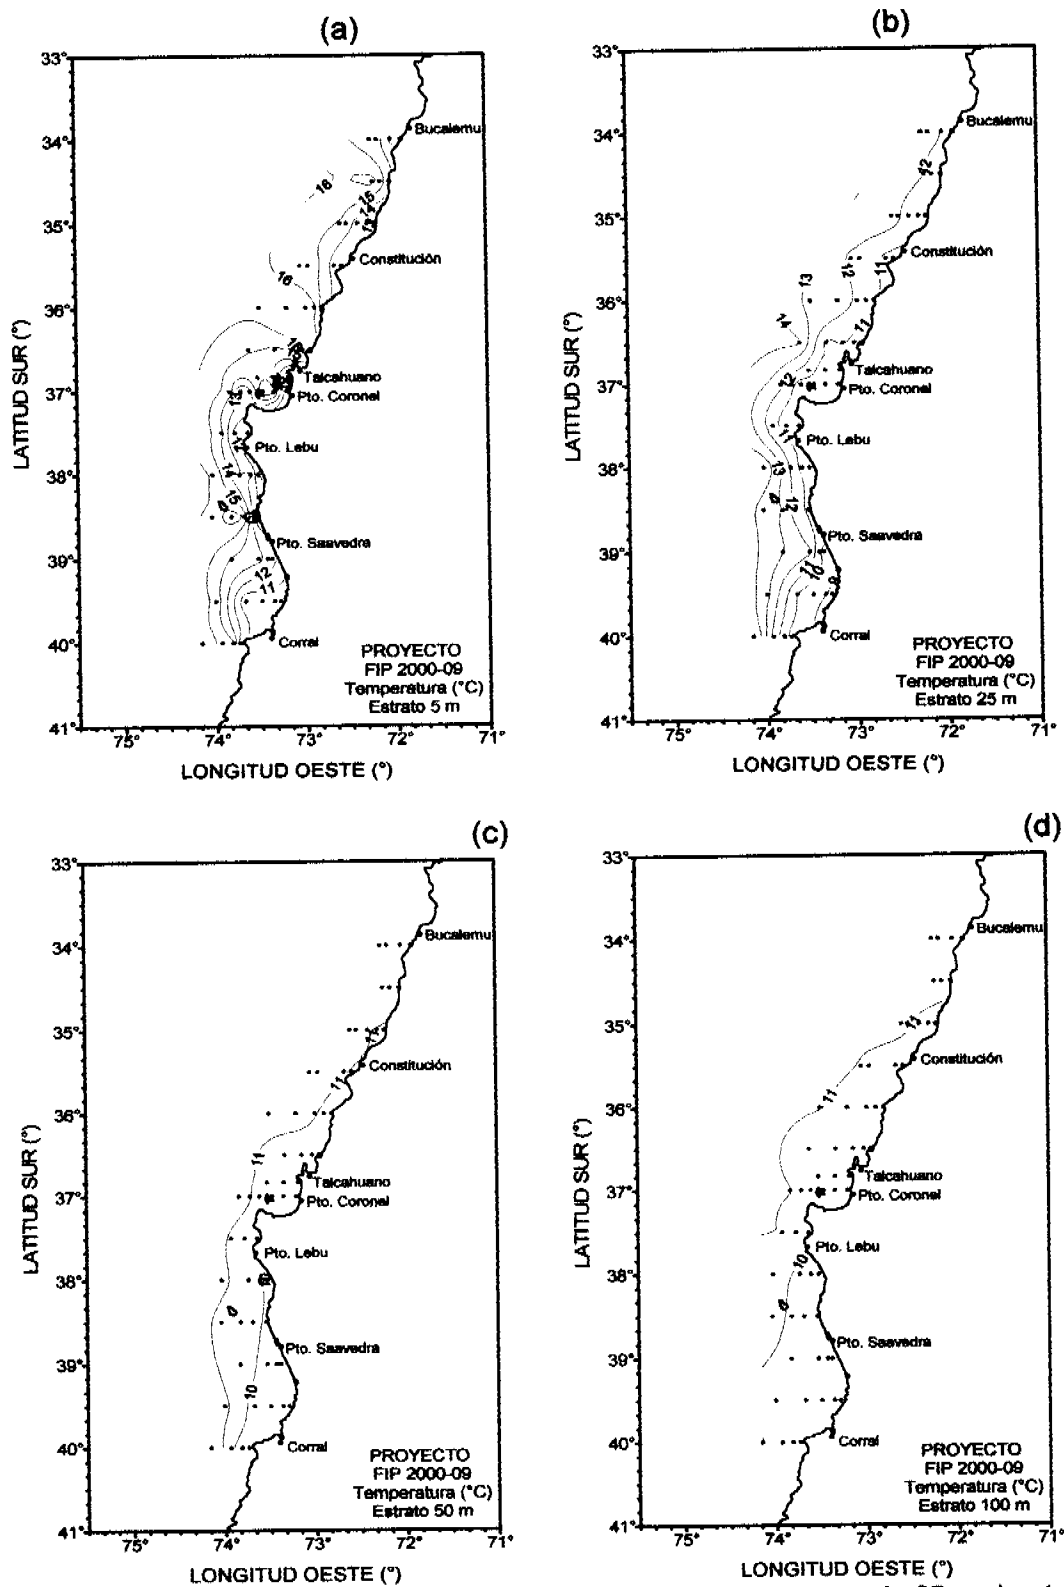 (a)
33°
34°
35°
36°
37°
38°
39°
40°
41°
75°
74°
73°
72°
71°
LATITUD SUR (°)
LONGITUD OESTE (°)
Bucalemu
Constitución
Talcahuano
Pto. Coronel
Pto. Lebu
Pto. Saavedra
Corral
16
15
13
16
13
14
15
12
11
PROYECTO
FIP 2000-09
Temperatura (°C)
Estrato 5 m
(b)
33°
34°
35°
36°
37°
38°
39°
40°
41°
75°
74°
73°
72°
71°
LATITUD SUR (°)
LONGITUD OESTE (°)
Bucalemu
Constitución
Talcahuano
Pto. Coronel
Pto. Lebu
Pto. Saavedra
Corral
12
12
11
13
14
11
12
11
13
12
11
10
9
PROYECTO
FIP 2000-09
Temperatura (°C)
Estrato 25 m
(c)
33°
34°
35°
36°
37°
38°
39°
40°
41°
75°
74°
73°
72°
71°
LATITUD SUR (°)
LONGITUD OESTE (°)
Bucalemu
Constitución
Talcahuano
Pto. Coronel
Pto. Lebu
Pto. Saavedra
Corral
11
11
11
10
PROYECTO
FIP 2000-09
Temperatura (°C)
Estrato 50 m
(d)
33°
34°
35°
36°
37°
38°
39°
40°
41°
75°
74°
73°
72°
71°
LATITUD SUR (°)
LONGITUD OESTE (°)
Bucalemu
Constitución
Talcahuano
Pto. Coronel
Pto. Lebu
Pto. Saavedra
Corral
11
11
10
PROYECTO
FIP 2000-09
Temperatura (°C)
Estrato 100 m